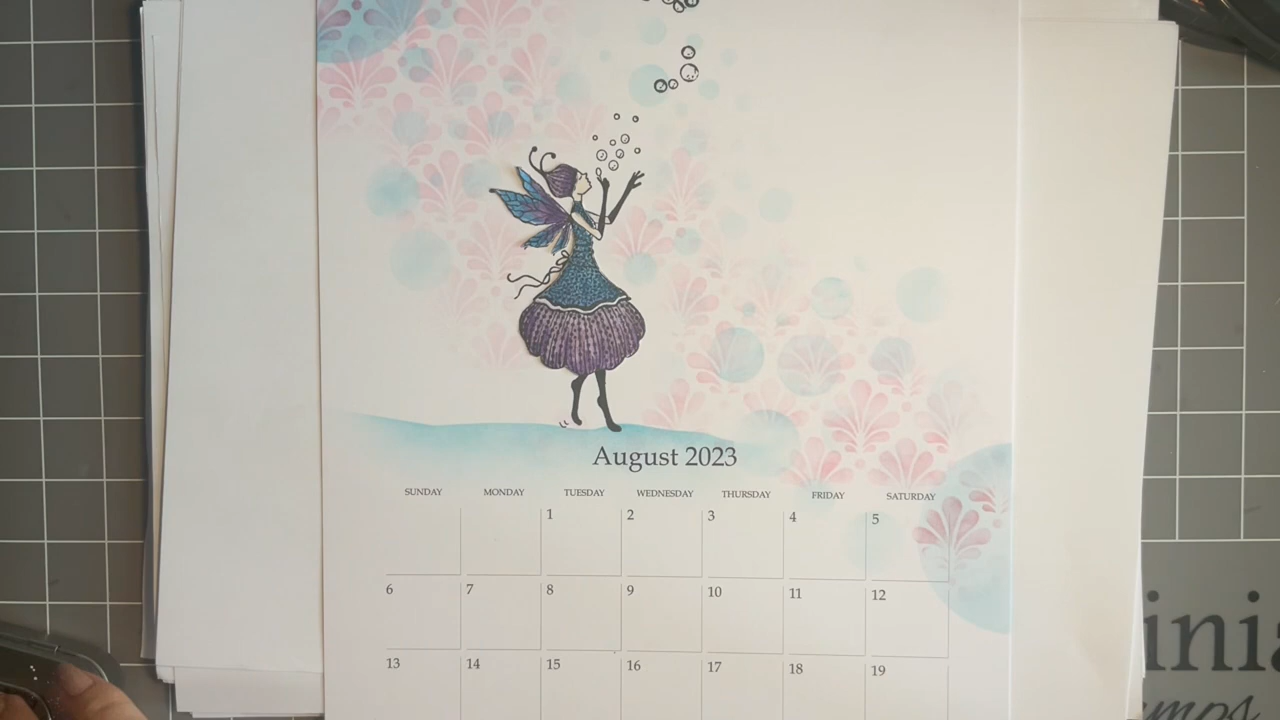 August 2023
SUNDAY MONDAY TUESDAY WEDNESDAY THURSDAY FRIDAY SATURDAY
1 2 3 4 5
6 7 8 9 10 11 12
13 14 15 16 17 18 19